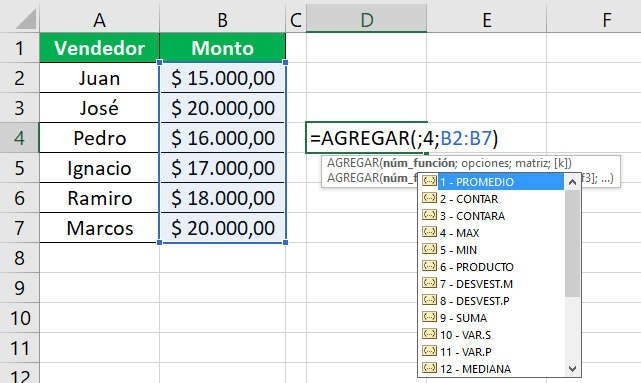 A B C D E F
1 Vendedor Monto
2 Juan $ 15.000,00
3 José $ 20.000,00
4 Pedro $ 16.000,00 =AGREGAR(;4;B2:B7)
AGREGAR(núm_función; opciones; matriz; [k])
5 Ignacio $ 17.000,00
AGREGAR(núm_f f3]; ...)
1 - PROMEDIO
6 Ramiro $ 18.000,00
2 - CONTAR
3 - CONTARA
7 Marcos $ 20.000,00
4 - MAX
5 - MIN
8
6 - PRODUCTO
7 - DESVEST.M
9
8 - DESVEST.P
10
9 - SUMA
10 - VAR.S
11
11 - VAR.P
12
12 - MEDIANA